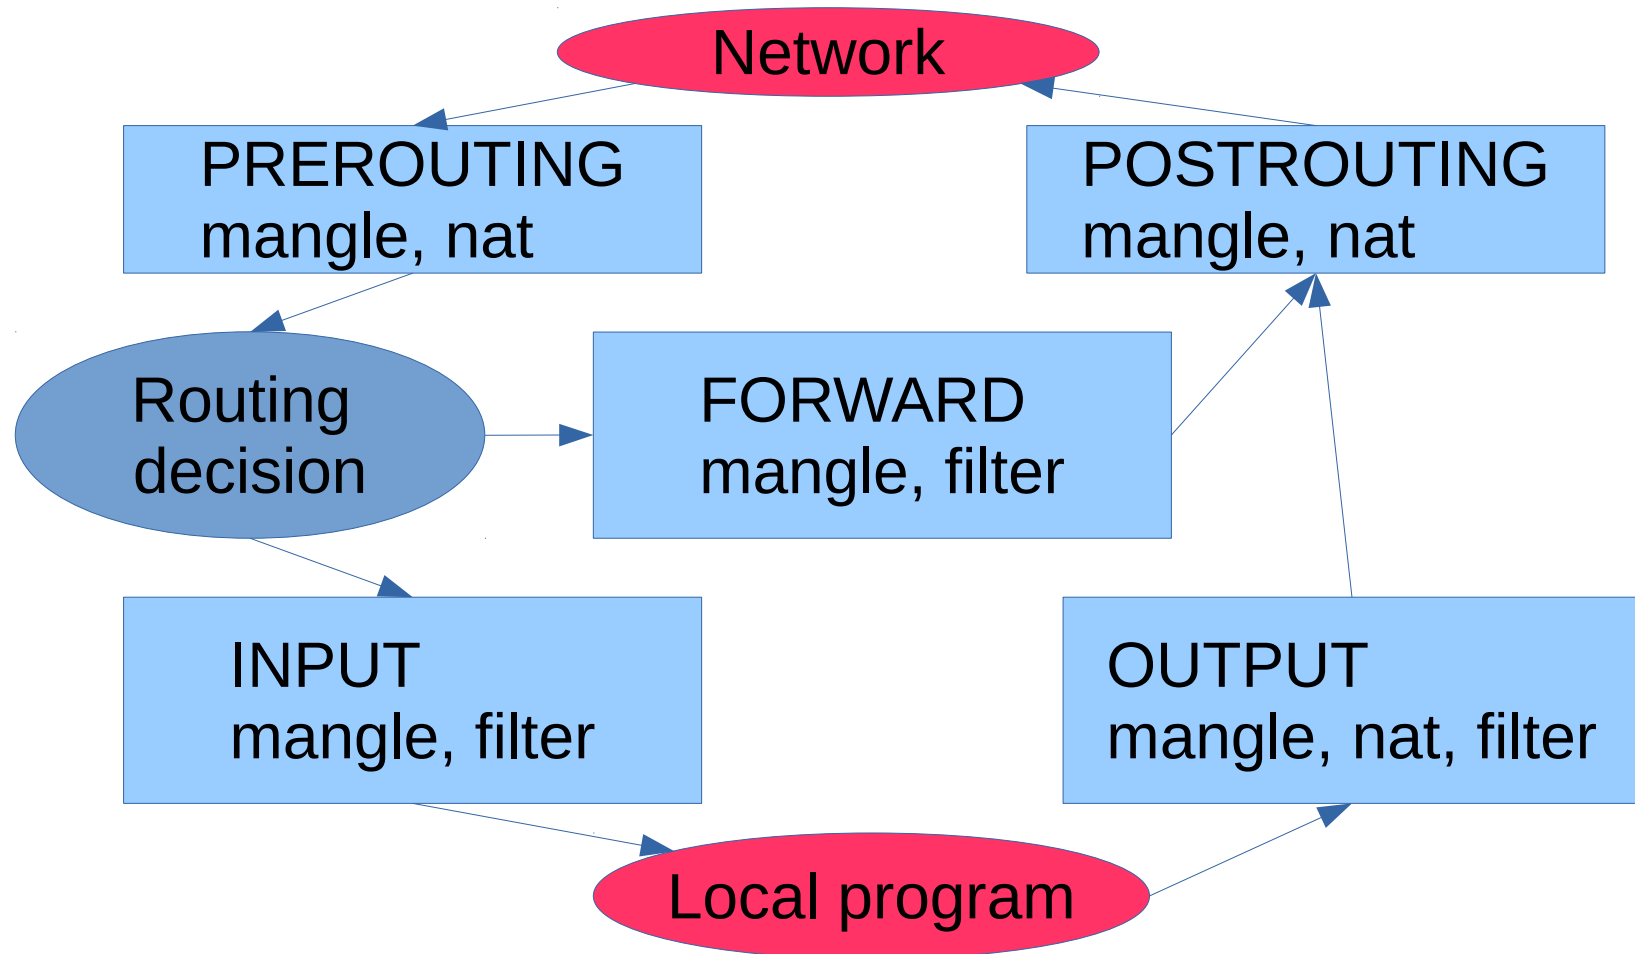 Network
PREROUTING
mangle, nat
POSTROUTING
mangle, nat
Routing
decision
FORWARD
mangle, filter
INPUT
mangle, filter
OUTPUT
mangle, nat, filter
Local program